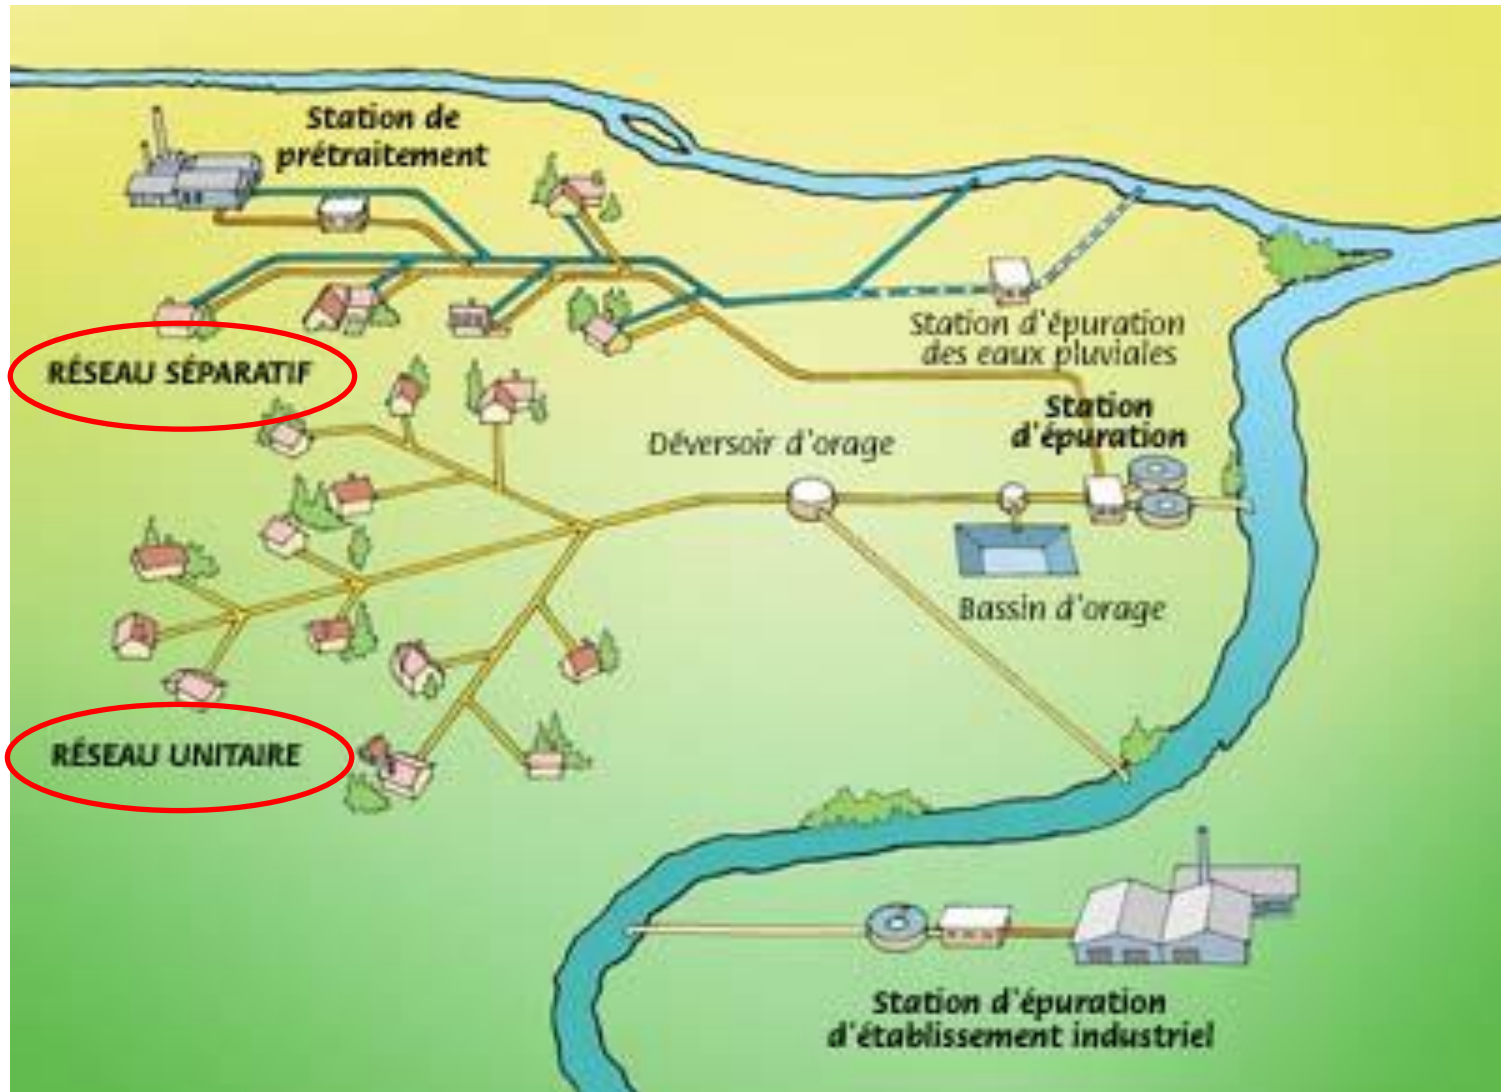 Station de
prétraitement
Station d'épuration
des eaux pluviales
RÉSEAU SÉPARATIF
Station
d'épuration
Déversoir d'orage
Bassin d'orage
RÉSEAU UNITAIRE
Station d'épuration
d'établissement industriel